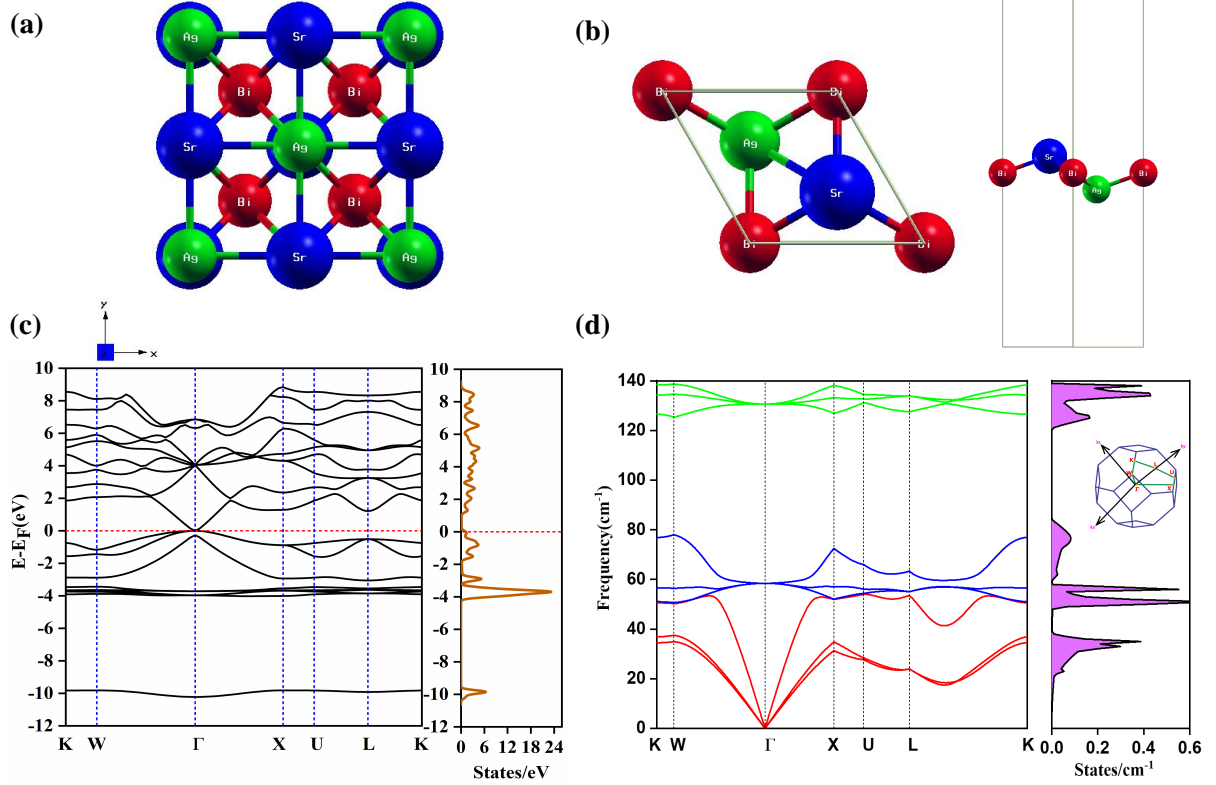 (a)
Ag Sr Ag
Bi Bi
Sr Ag Sr
Bi Bi
Ag Sr Ag
(b)
Bi Bi
Ag
Sr
Bi Bi
Sr
Bi Bi Bi
Ag
(c)
Y
X
E-EF(eV)
10
8
6
4
2
0
-2
-4
-6
-8
-10
-12
K W Γ X U L K
10
8
6
4
2
0
-2
-4
-6
-8
-10
-12
0 6 12 18 24
States/eV
(d)
Frequency(cm⁻¹)
140
120
100
80
60
40
20
0
K W Γ X U L K
K L U
W Γ X
0.0 0.2 0.4 0.6
States/cm⁻¹